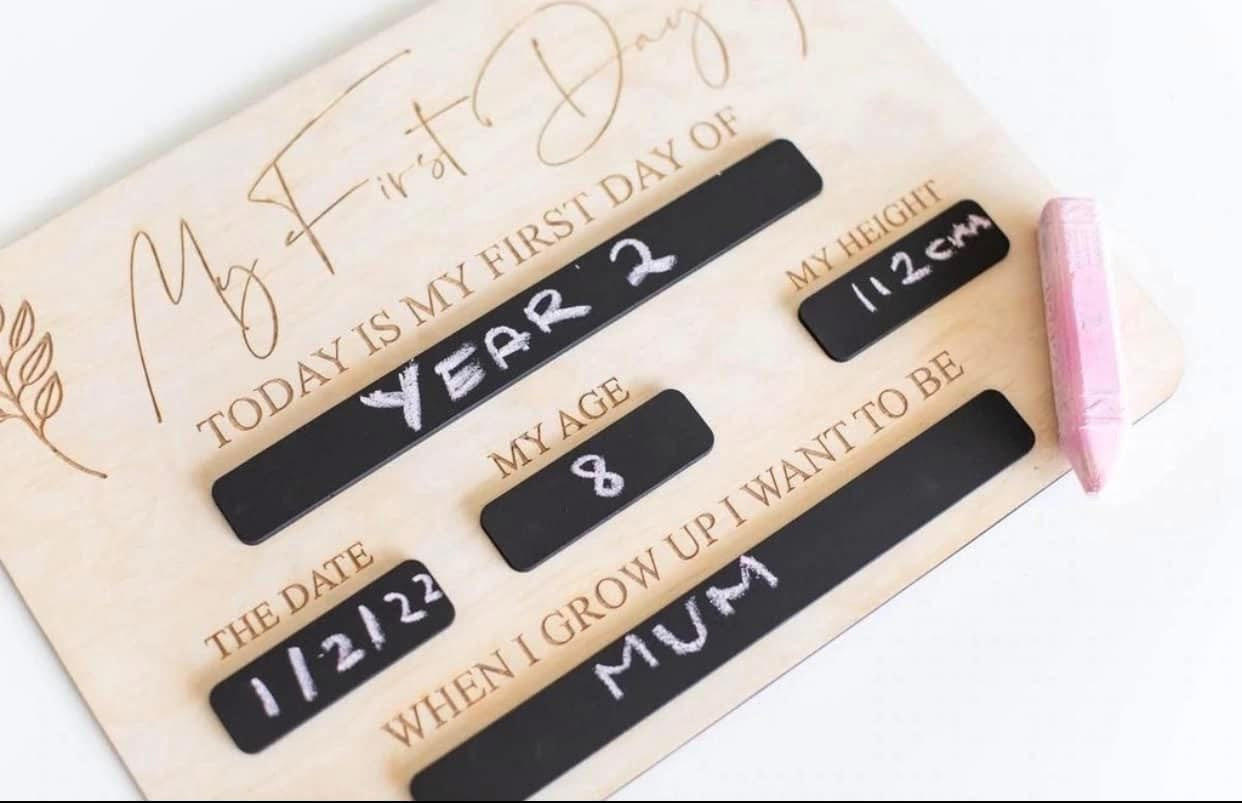 My First Day
TODAY IS MY FIRST DAY OF
YEAR 2
MY AGE
8
MY HEIGHT
112cm
THE DATE
1/2/22
WHEN I GROW UP I WANT TO BE
MUM